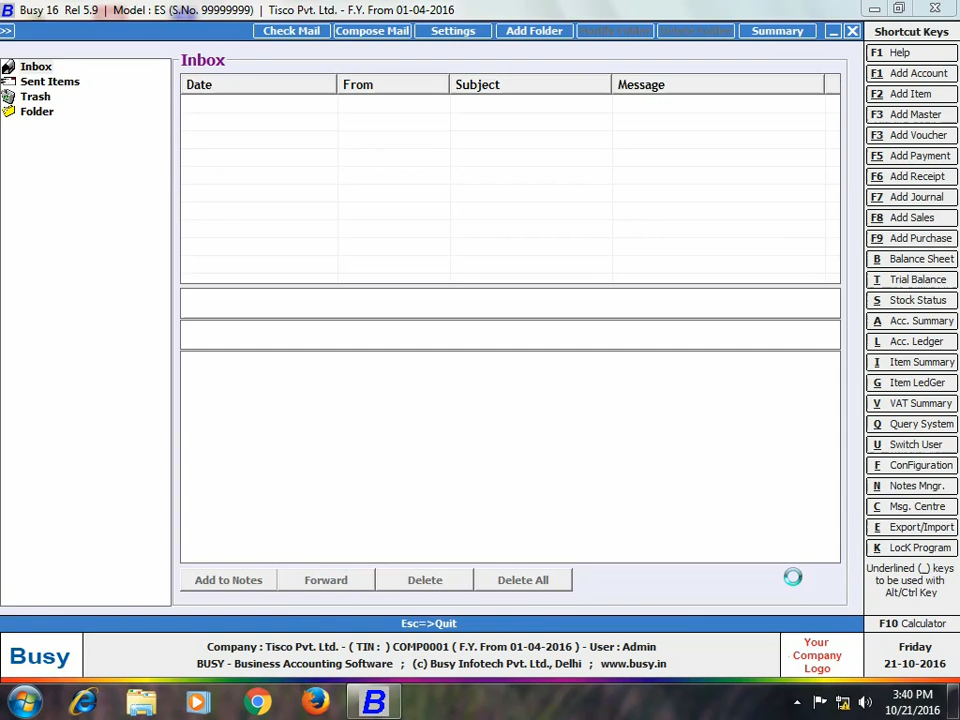 Busy 16 Rel 5.9 | Model : ES (S.No. 99999999) | Tisco Pvt. Ltd. - F.Y. From 01-04-2016
>> Check Mail Compose Mail Settings Add Folder Summary
Shortcut Keys
Inbox
Sent Items
Trash
Folder
Inbox
Date From Subject Message
Add to Notes Forward Delete Delete All
F1 Help
F1 Add Account
F2 Add Item
F3 Add Master
F3 Add Voucher
F5 Add Payment
F6 Add Receipt
F7 Add Journal
F8 Add Sales
F9 Add Purchase
B Balance Sheet
T Trial Balance
S Stock Status
A Acc. Summary
L Acc. Ledger
I Item Summary
G Item LedGer
V VAT Summary
Q Query System
U Switch User
F ConFiguration
N Notes Mngr.
C Msg. Centre
E Export/Import
K LocK Program
Underlined (_) keys
to be used with
Alt/Ctrl Key
Esc=>Quit
F10 Calculator
Busy
Company : Tisco Pvt. Ltd. - ( TIN : ) COMP0001 ( F.Y. From 01-04-2016 ) - User : Admin
BUSY - Business Accounting Software ; (c) Busy Infotech Pvt. Ltd., Delhi ; www.busy.in
Your
Company
Logo
Friday
21-10-2016
3:40 PM
10/21/2016